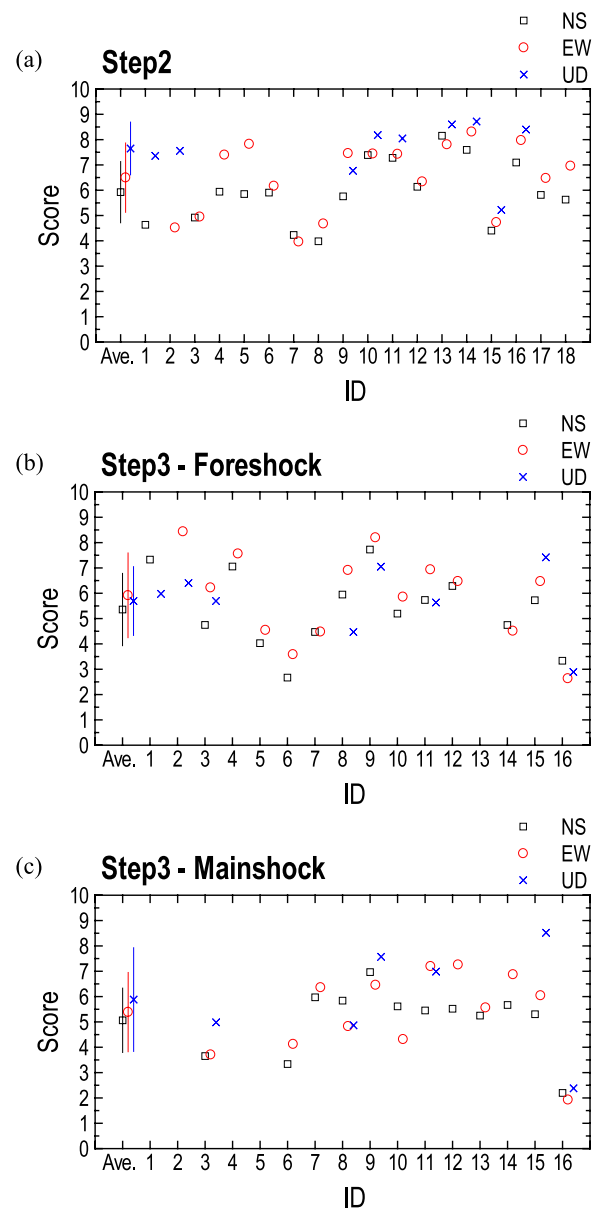 NS
EW
UD
(a) Step2
10
9
8
7
6
5
4
3
2
1
0
Score
Ave. 1 2 3 4 5 6 7 8 9 10 11 12 13 14 15 16 17 18
ID
NS
EW
UD
(b) Step3 - Foreshock
10
9
8
7
6
5
4
3
2
1
0
Score
Ave. 1 2 3 4 5 6 7 8 9 10 11 12 14 15 16
ID
NS
EW
UD
(c) Step3 - Mainshock
10
9
8
7
6
5
4
3
2
1
0
Score
Ave. 1 2 3 4 5 6 7 8 9 10 11 12 13 14 15 16
ID